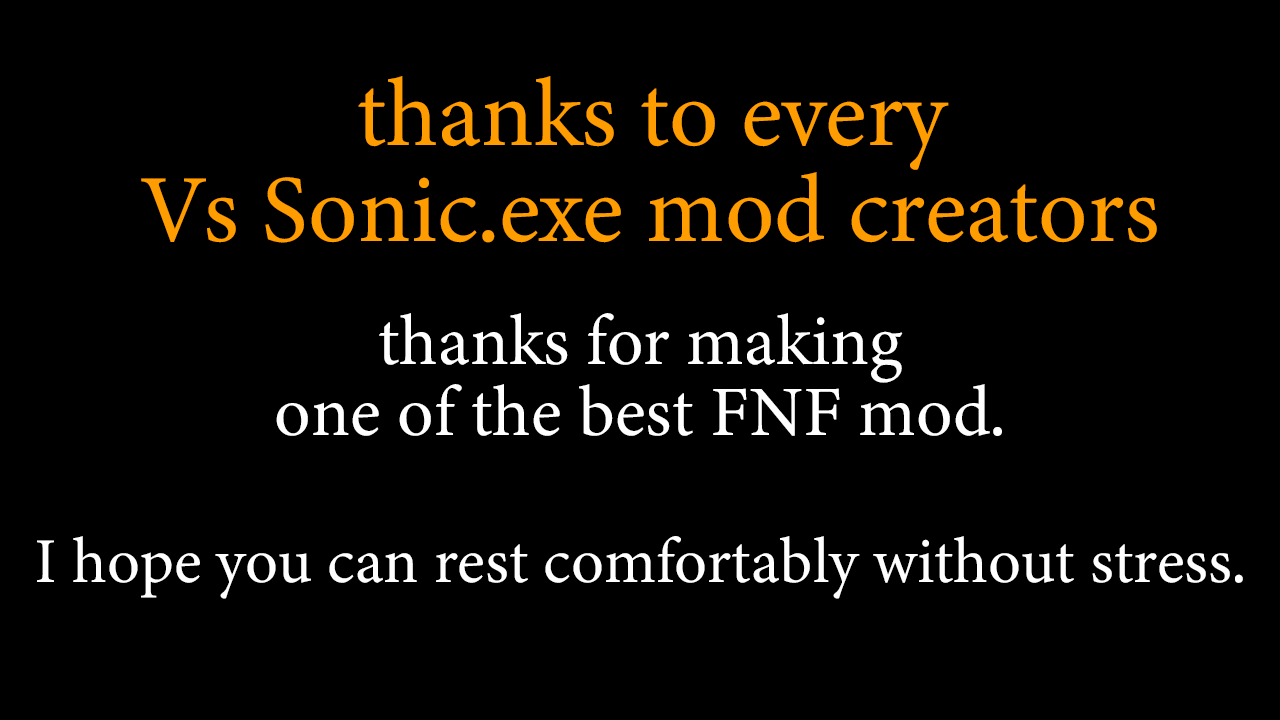 thanks to every
Vs Sonic.exe mod creators
thanks for making
one of the best FNF mod.
I hope you can rest comfortably without stress.